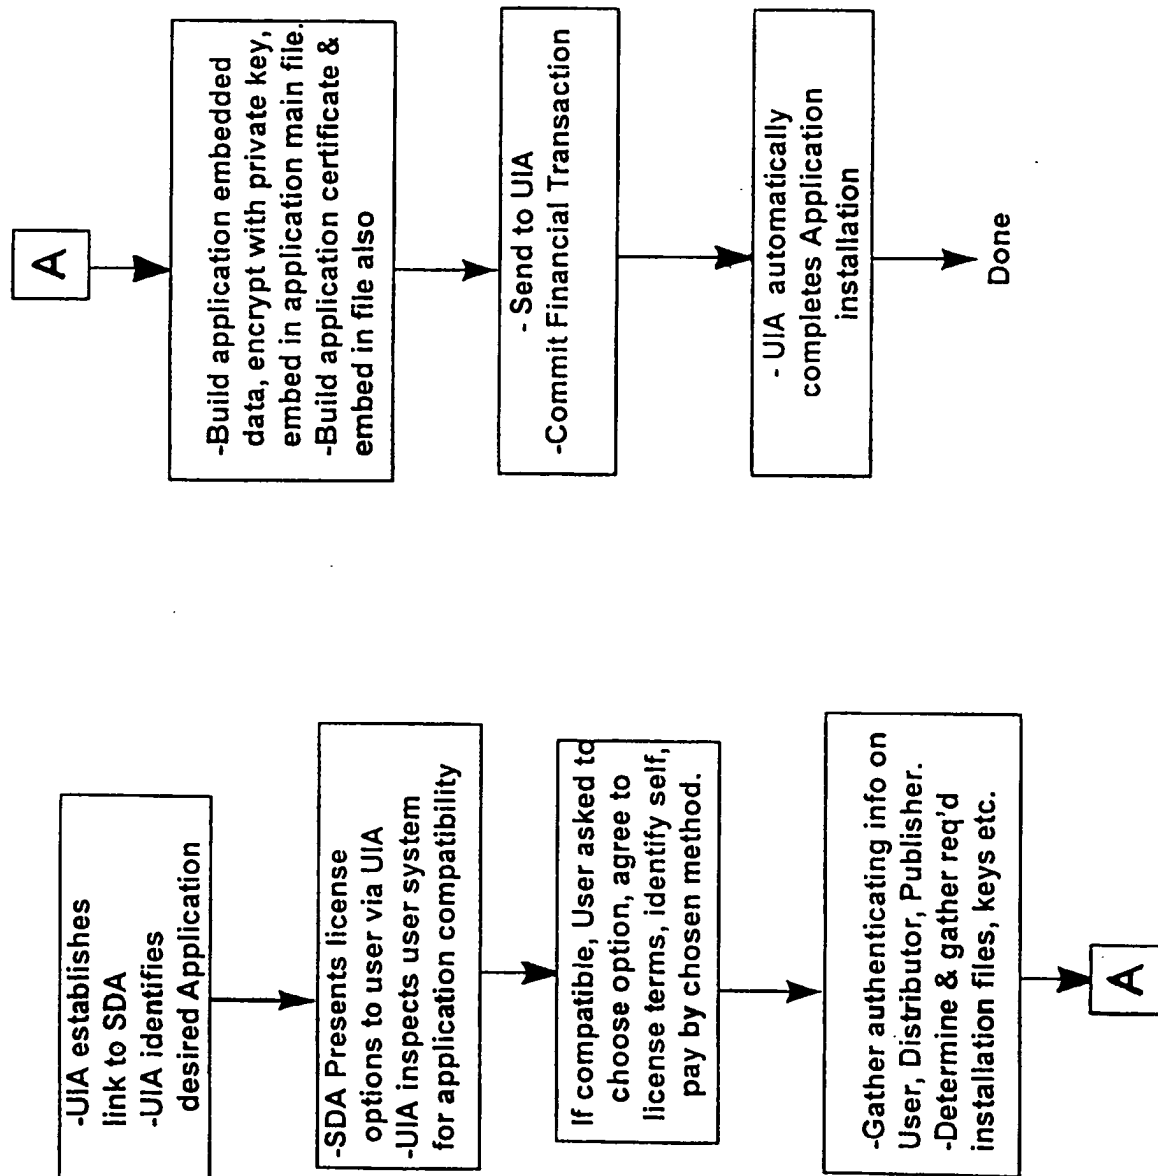 -UIA establishes
link to SDA
-UIA identifies
desired Application
-SDA Presents license
options to user via UIA
-UIA inspects user system
for application compatibility
If compatible, User asked to
choose option, agree to
license terms, identify self,
pay by chosen method.
-Gather authenticating info on
User, Distributor, Publisher.
-Determine & gather req'd
installation files, keys etc.
A
A
-Build application embedded
data, encrypt with private key,
embed in application main file.
-Build application certificate &
embed in file also
- Send to UIA
-Commit Financial Transaction
- UIA automatically
completes Application
installation
Done